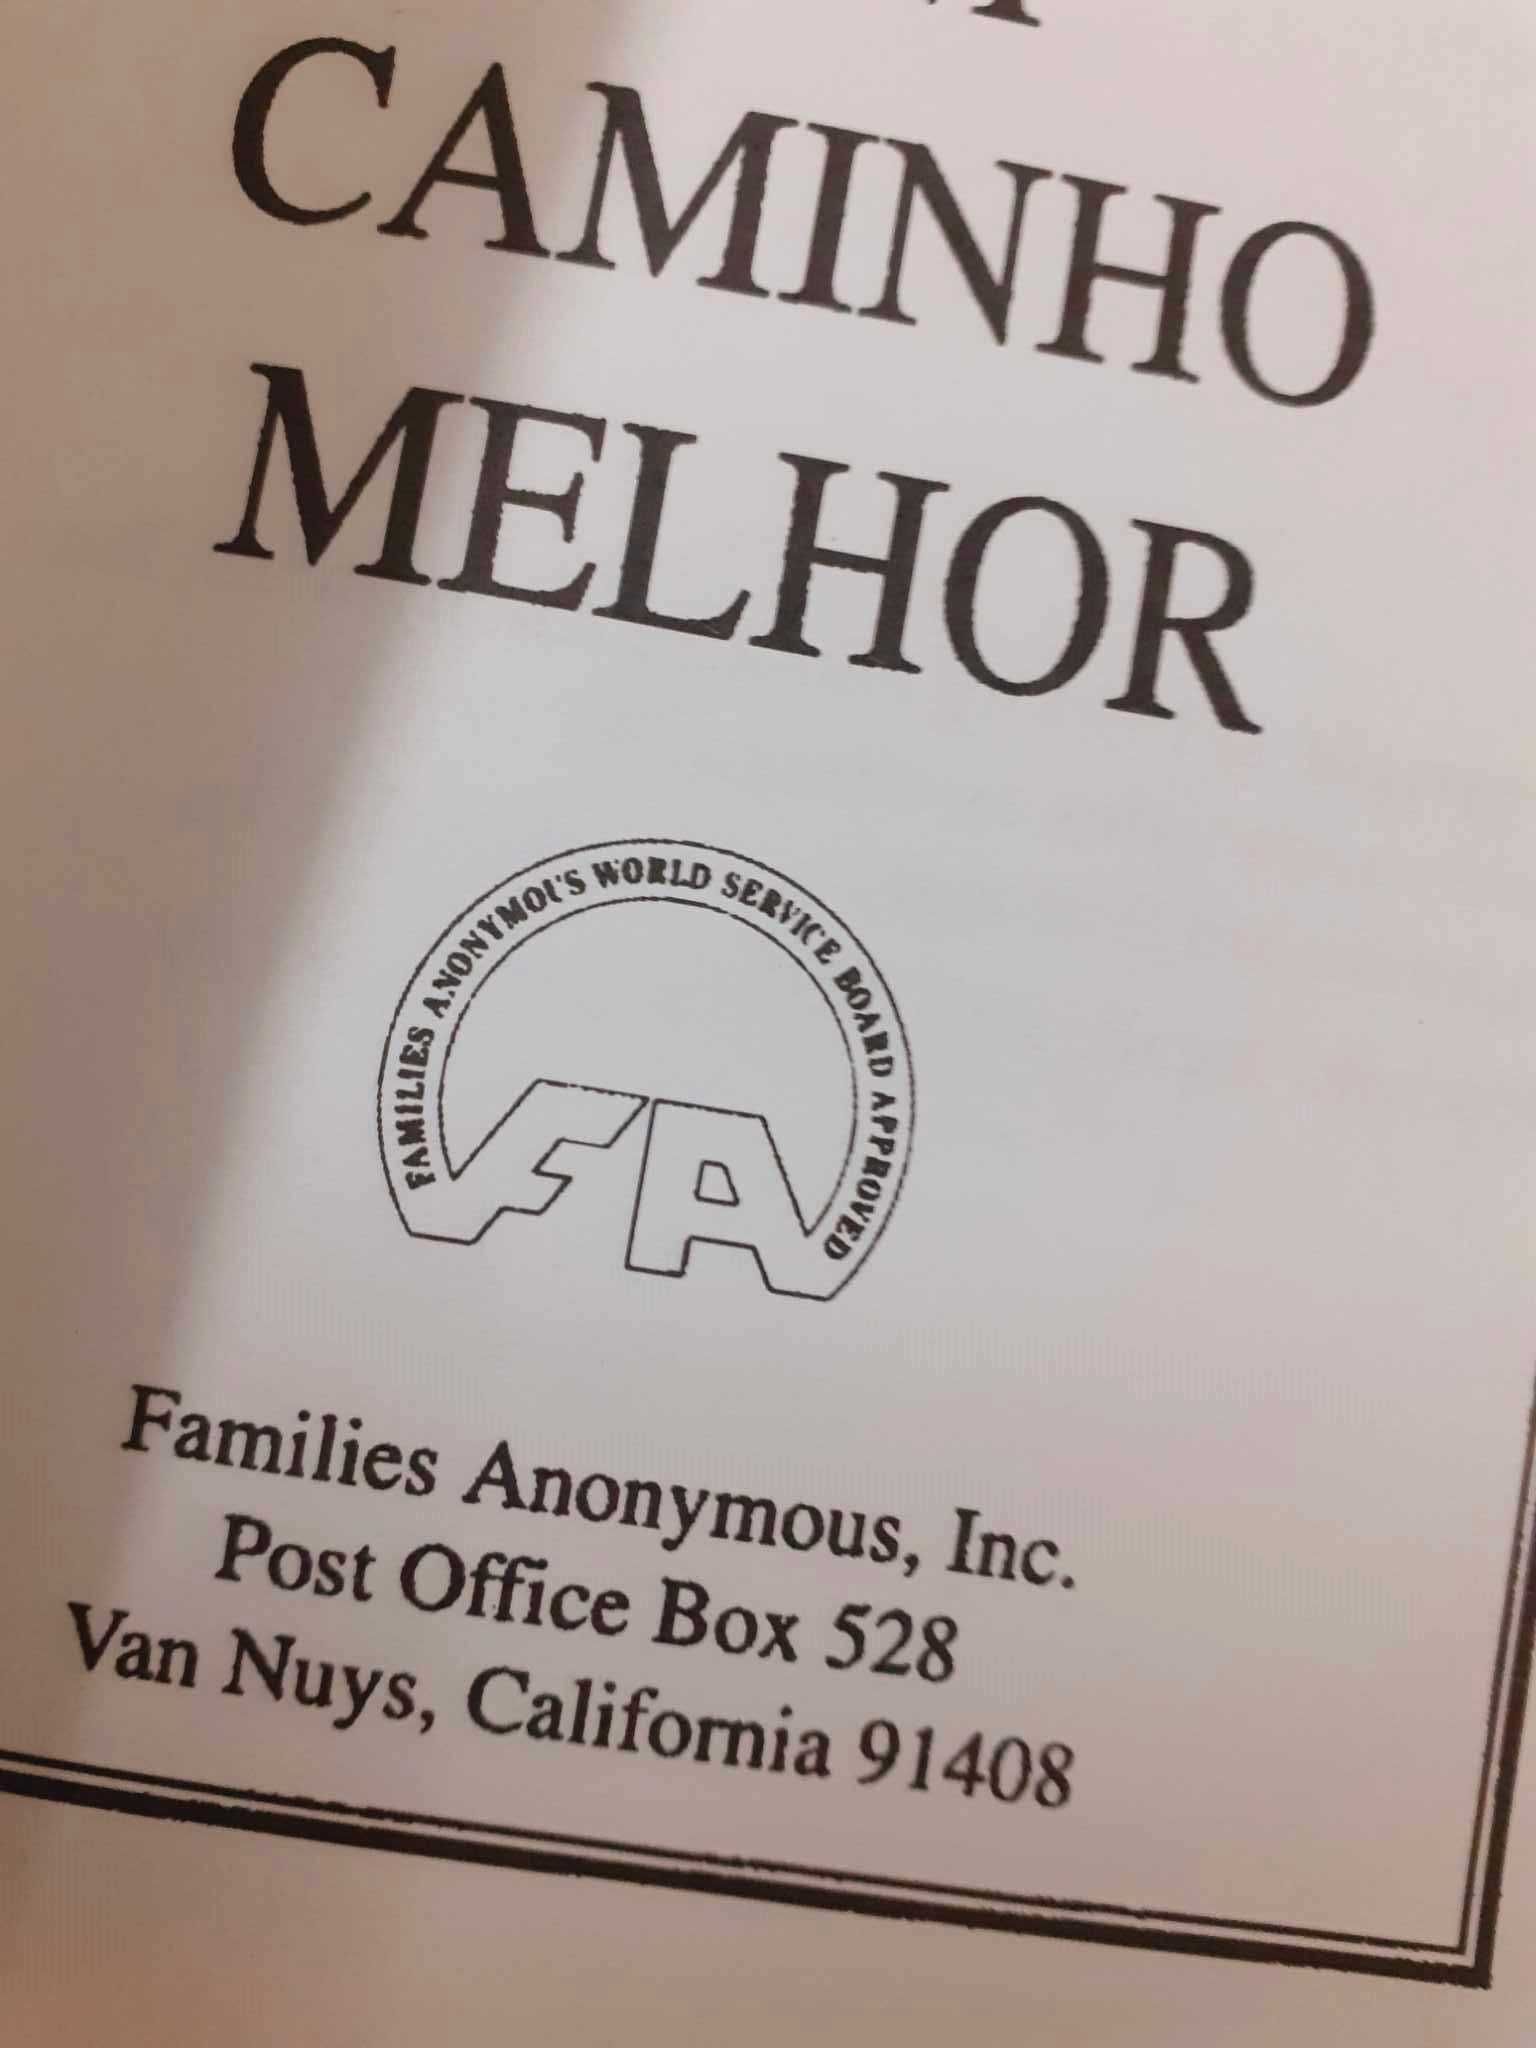 CAMINHO
MELHOR
FAMILIES ANONYMOUS WORLD SERVICE BOARD APPROVED
FA
Families Anonymous, Inc.
Post Office Box 528
Van Nuys, California 91408